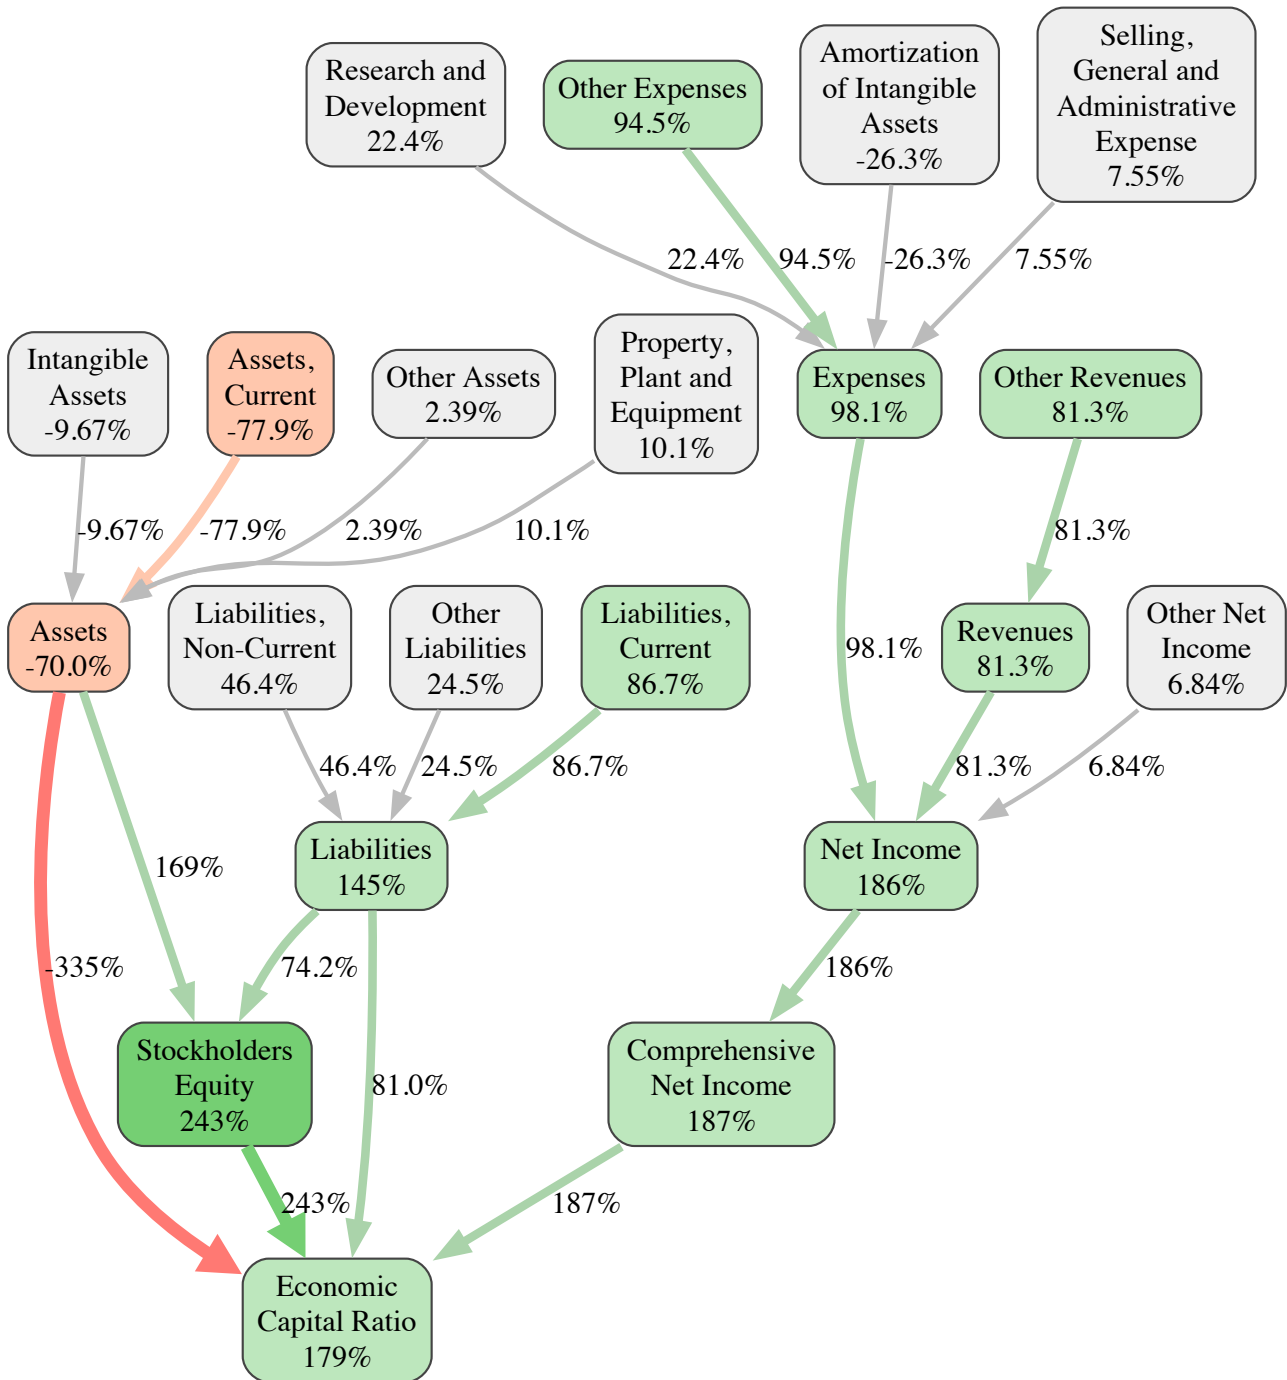 Research and
Development
22.4%
Other Expenses
94.5%
Amortization
of Intangible
Assets
-26.3%
Selling,
General and
Administrative
Expense
7.55%
22.4%
94.5%
-26.3%
7.55%
Intangible
Assets
-9.67%
Assets,
Current
-77.9%
Other Assets
2.39%
Property,
Plant and
Equipment
10.1%
Expenses
98.1%
Other Revenues
81.3%
-9.67%
-77.9%
2.39%
10.1%
81.3%
Assets
-70.0%
Liabilities,
Non-Current
46.4%
Other
Liabilities
24.5%
Liabilities,
Current
86.7%
98.1%
Revenues
81.3%
Other Net
Income
6.84%
46.4%
24.5%
86.7%
81.3%
6.84%
169%
Liabilities
145%
Net Income
186%
-335%
74.2%
186%
Stockholders
Equity
243%
81.0%
Comprehensive
Net Income
187%
243%
187%
Economic
Capital Ratio
179%